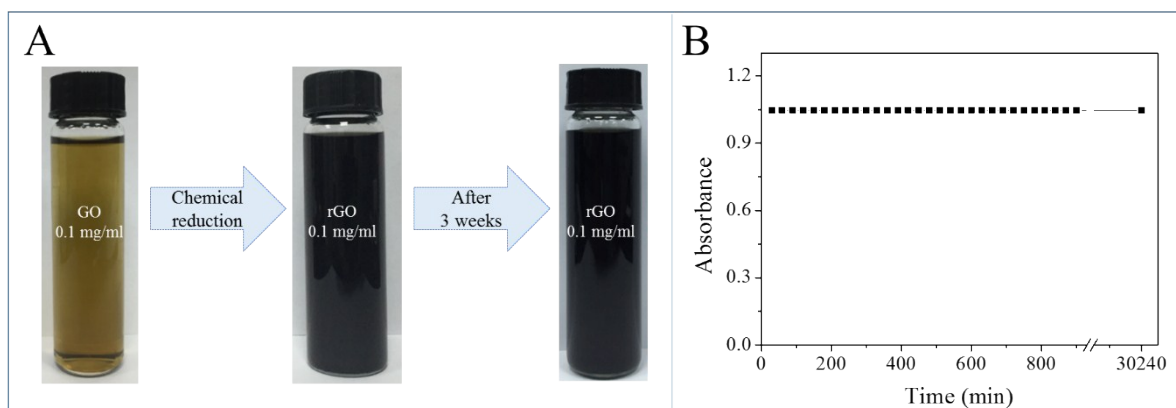 A
GO
0.1 mg/ml
Chemical
reduction
rGO
0.1 mg/ml
After
3 weeks
rGO
0.1 mg/ml
B
1.2
0.9
0.6
0.3
0.0
Absorbance
0
200
400
600
800
30240
Time (min)